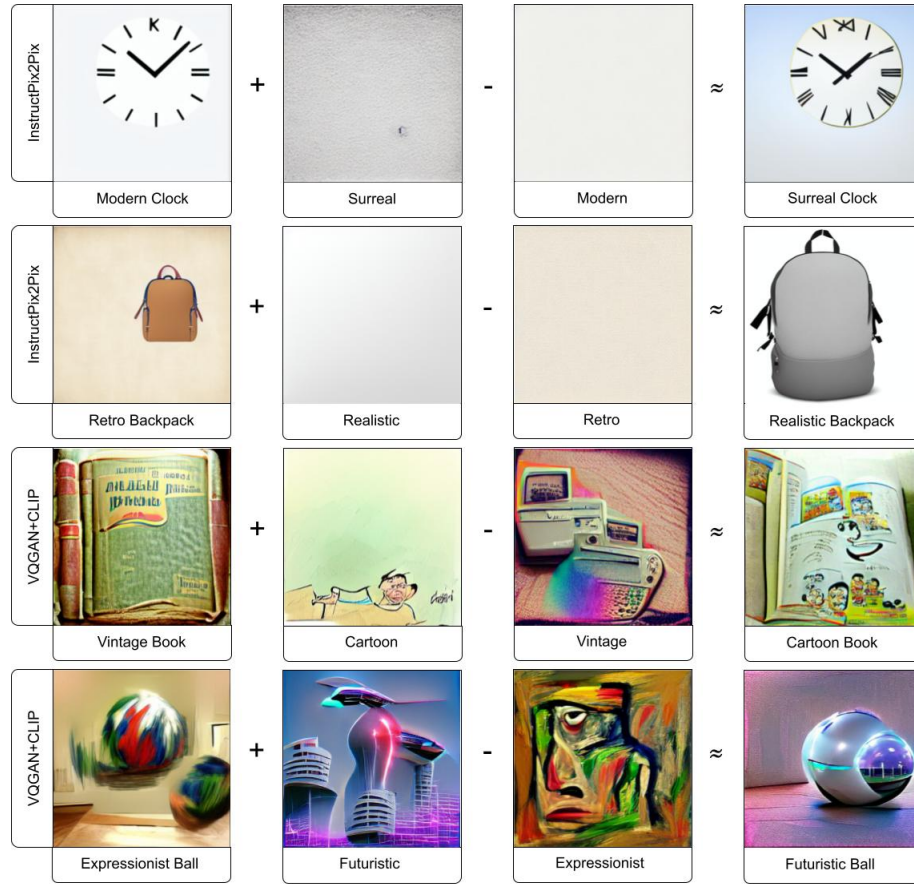 InstructPix2Pix
K
+
-
≈
Modern Clock
Surreal
Modern
Surreal Clock
InstructPix2Pix
+
-
≈
Retro Backpack
Realistic
Retro
Realistic Backpack
VQGAN+CLIP
+
-
≈
Vintage Book
Cartoon
Vintage
Cartoon Book
VQGAN+CLIP
+
-
≈
Expressionist Ball
Futuristic
Expressionist
Futuristic Ball